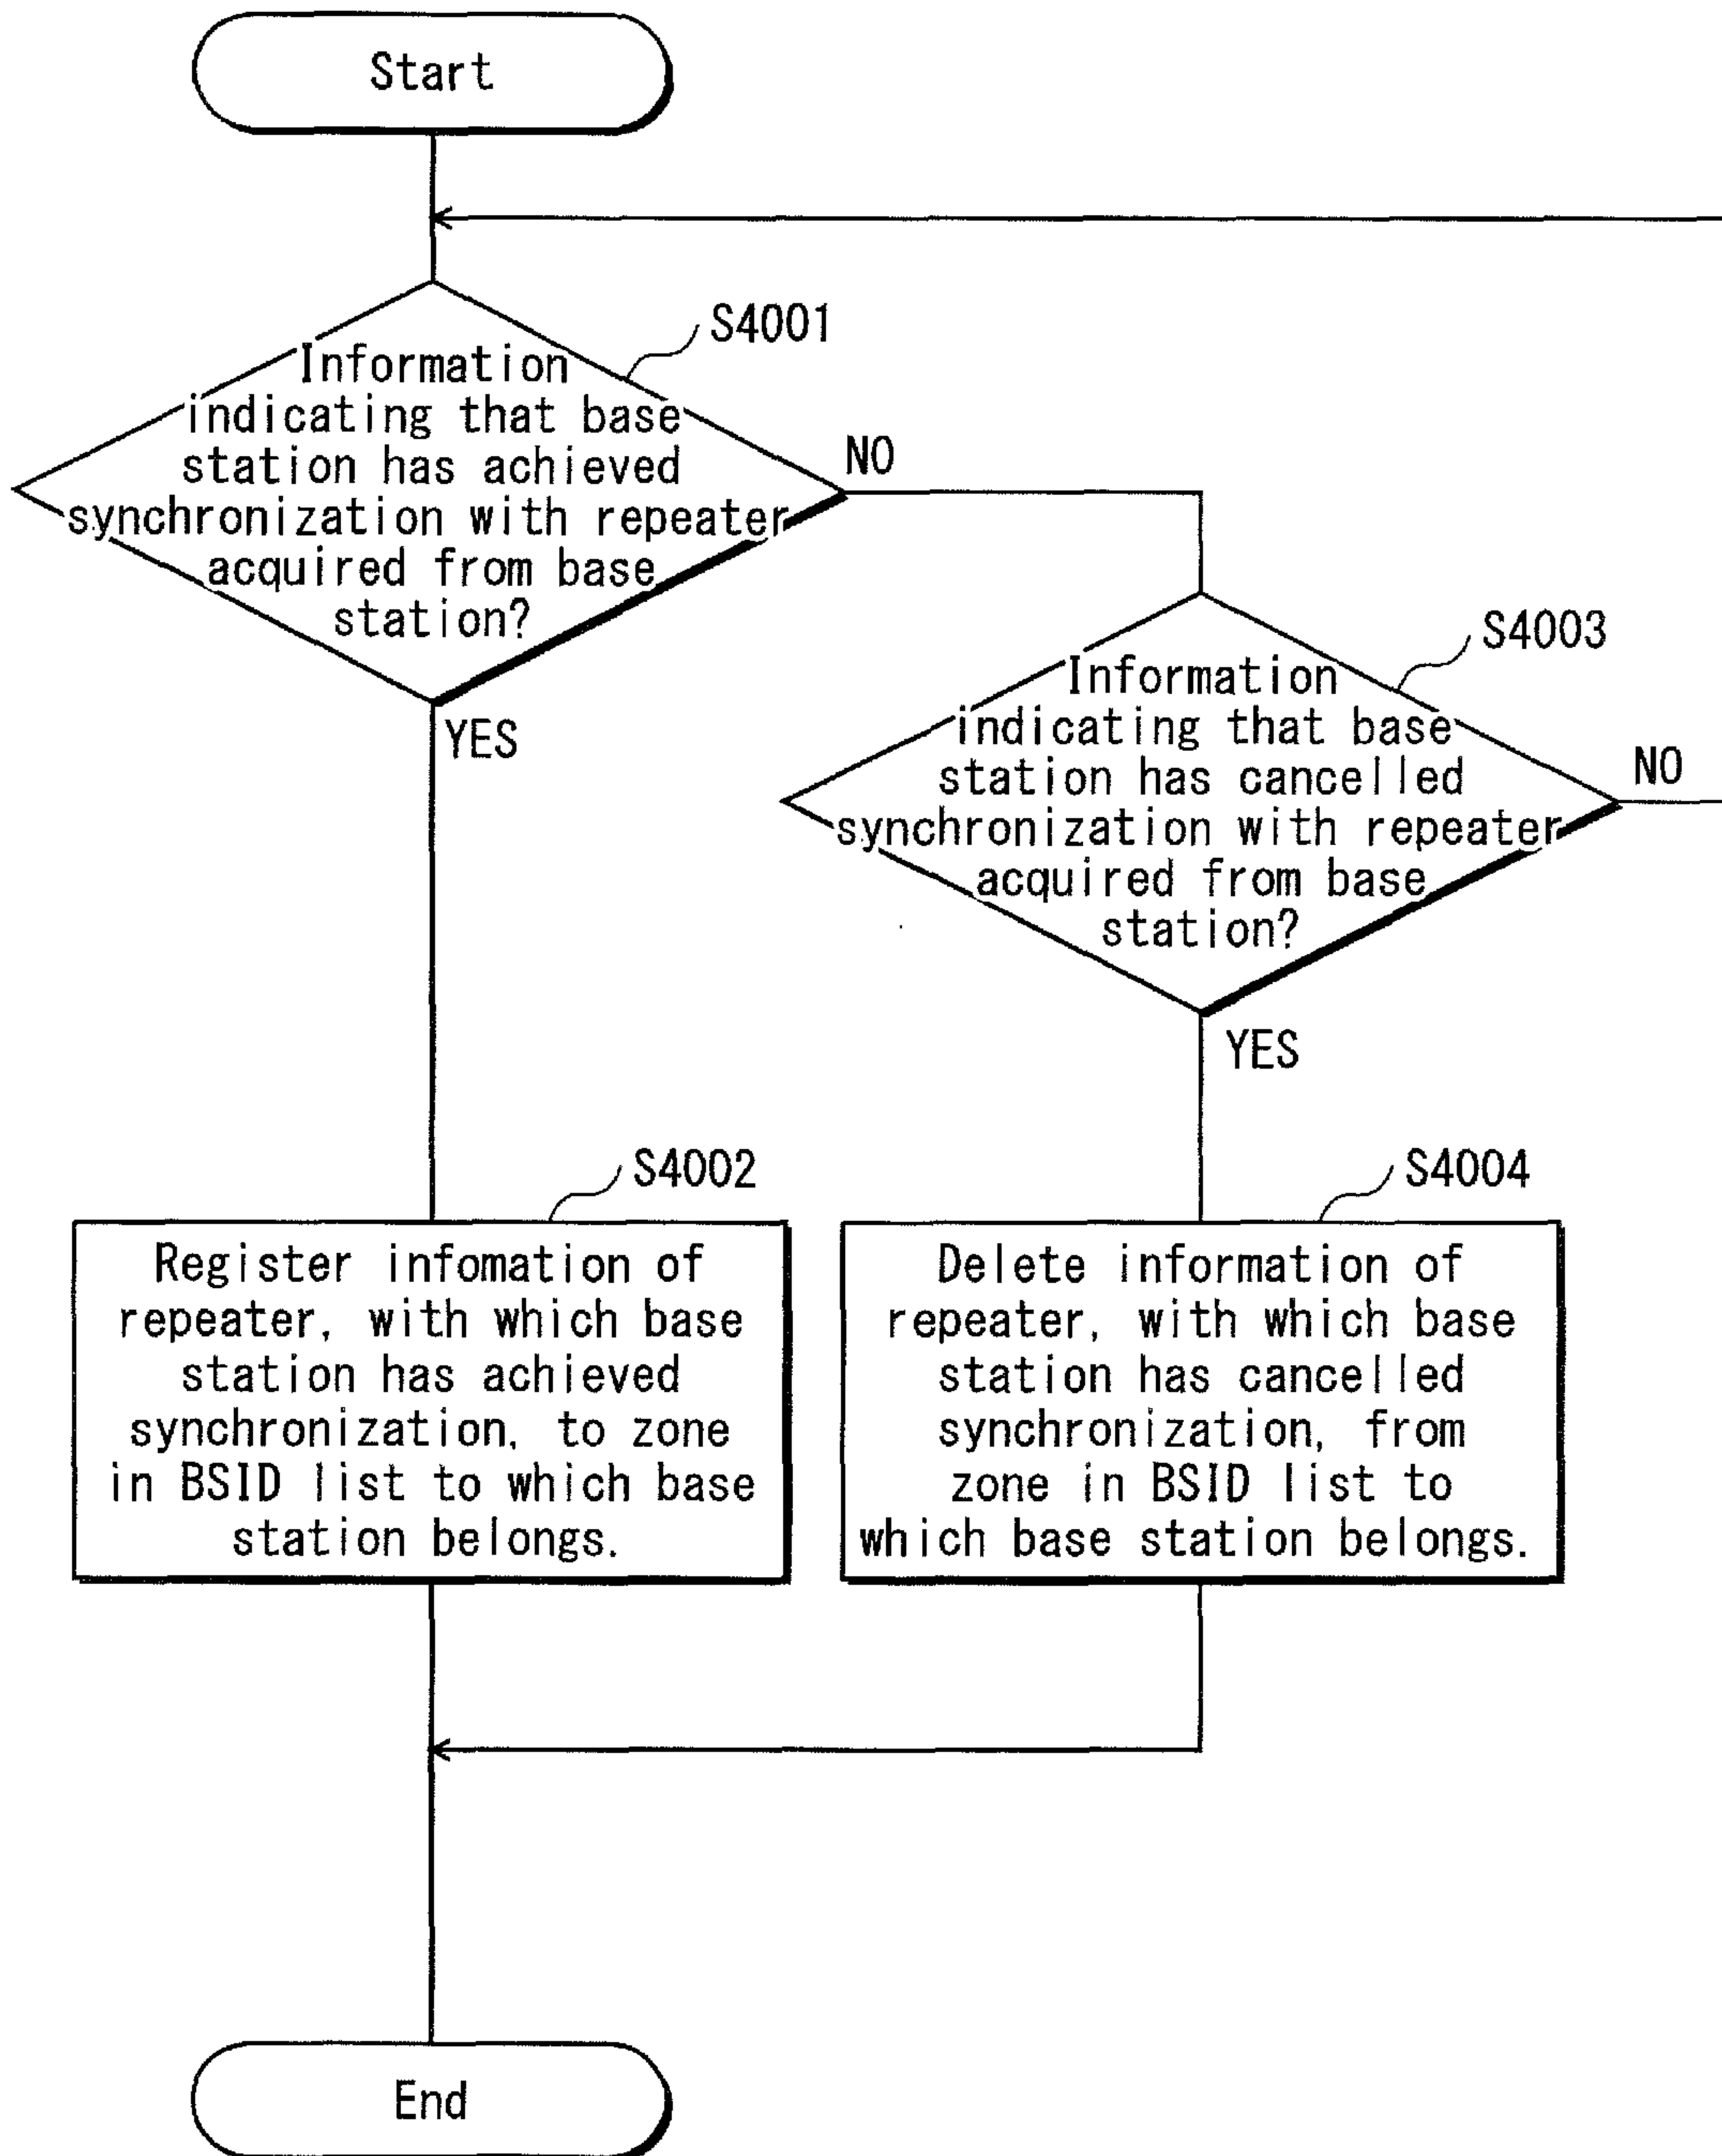 Start
S4001
Information
indicating that base
station has achieved
synchronization with repeater
acquired from base
station?
NO
YES
S4003
Information
indicating that base
station has cancelled
synchronization with repeater
acquired from base
station?
NO
YES
S4002
Register infomation of
repeater, with which base
station has achieved
synchronization, to zone
in BSID list to which base
station belongs.
S4004
Delete information of
repeater, with which base
station has cancelled
synchronization, from
zone in BSID list to
which base station belongs.
End